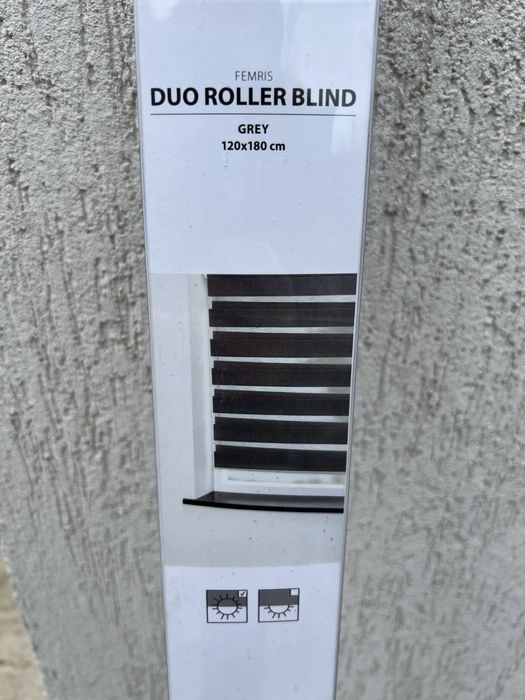 FEMRIS
DUO ROLLER BLIND
GREY
120x180 cm